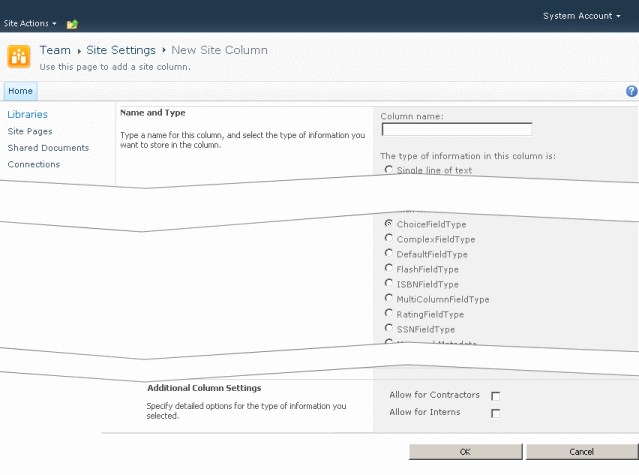 System Account
Site Actions
Team ▸ Site Settings ▸ New Site Column
Use this page to add a site column.
Home
Libraries
Site Pages
Shared Documents
Connections
Name and Type
Type a name for this column, and select the type of information you
want to store in the column.
Column name:
The type of information in this column is:
Single line of text
ChoiceFieldType
ComplexFieldType
DefaultFieldType
FlashFieldType
ISBNFieldType
MultiColumnFieldType
RatingFieldType
SSNFieldType
Additional Column Settings
Specify detailed options for the type of information you
selected.
Allow for Contractors
Allow for Interns
OK
Cancel